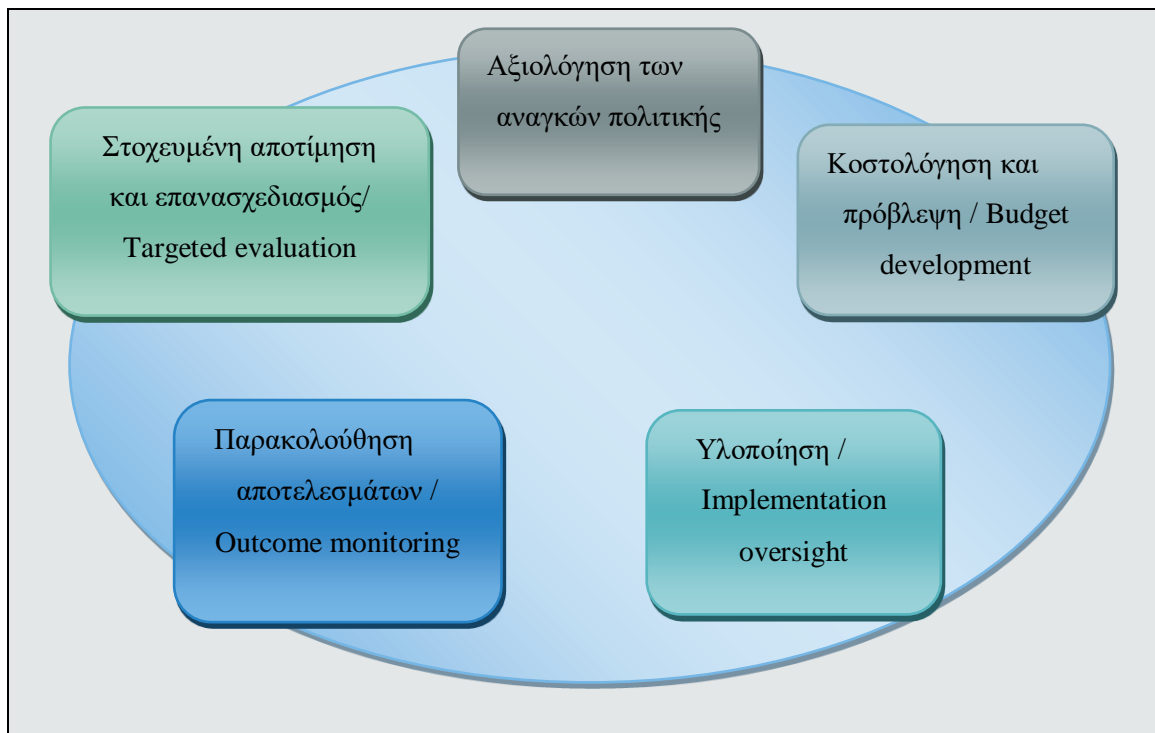 Αξιολόγηση των
αναγκών πολιτικής
Στοχευμένη αποτίμηση
και επανασχεδιασμός/
Targeted evaluation
Κοστολόγηση και
πρόβλεψη / Budget
development
Παρακολούθηση
αποτελεσμάτων /
Outcome monitoring
Υλοποίηση /
Implementation
oversight